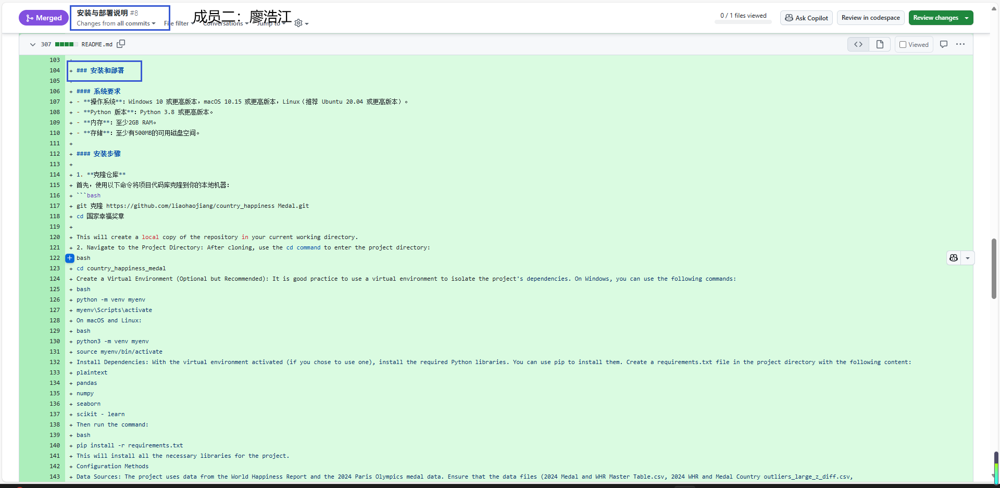 Merged
安装与部署说明 #8
成员二：廖浩江
Changes from all commits
File filter
Conversations
Jump to
0 / 1 files viewed
Ask Copilot
Review in codespace
Review changes
307
README.md
Viewed
103 +
104 + ### 安装和部署
105
106 + #### 系统要求
107 + - **操作系统**：Windows 10 或更高版本，macOS 10.15 或更高版本，Linux（推荐 Ubuntu 20.04 或更高版本）。
108 + - **Python 版本**：Python 3.8 或更高版本。
109 + - **内存**：至少2GB RAM。
110 + - **存储**：至少有500MB的可用磁盘空间。
111 +
112 + #### 安装步骤
113 +
114 + 1. **克隆仓库**
115 + 首先，使用以下命令将项目代码库克隆到你的本地机器：
116 + ```bash
117 + git 克隆 https://github.com/liaohaojiang/country_happiness Medal.git
118 + cd 国家幸福奖章
119 +
120 + This will create a local copy of the repository in your current working directory.
121 + 2. Navigate to the Project Directory: After cloning, use the cd command to enter the project directory:
122 + bash
123 + cd country_happiness_medal
124 + Create a Virtual Environment (Optional but Recommended): It is good practice to use a virtual environment to isolate the project's dependencies. On Windows, you can use the following commands:
125 + bash
126 + python -m venv myenv
127 + myenv\Scripts\activate
128 + On macOS and Linux:
129 + bash
130 + python3 -m venv myenv
131 + source myenv/bin/activate
132 + Install Dependencies: With the virtual environment activated (if you chose to use one), install the required Python libraries. You can use pip to install them. Create a requirements.txt file in the project directory with the following content:
133 + plaintext
134 + pandas
135 + numpy
136 + seaborn
137 + scikit - learn
138 + Then run the command:
139 + bash
140 + pip install -r requirements.txt
141 + This will install all the necessary libraries for the project.
142 + Configuration Methods
143 + Data Sources: The project uses data from the World Happiness Report and the 2024 Paris Olympics medal data. Ensure that the data files (2024 Medal and WHR Master Table.csv, 2024 WHR and Medal Country outliers_large_z_diff.csv,